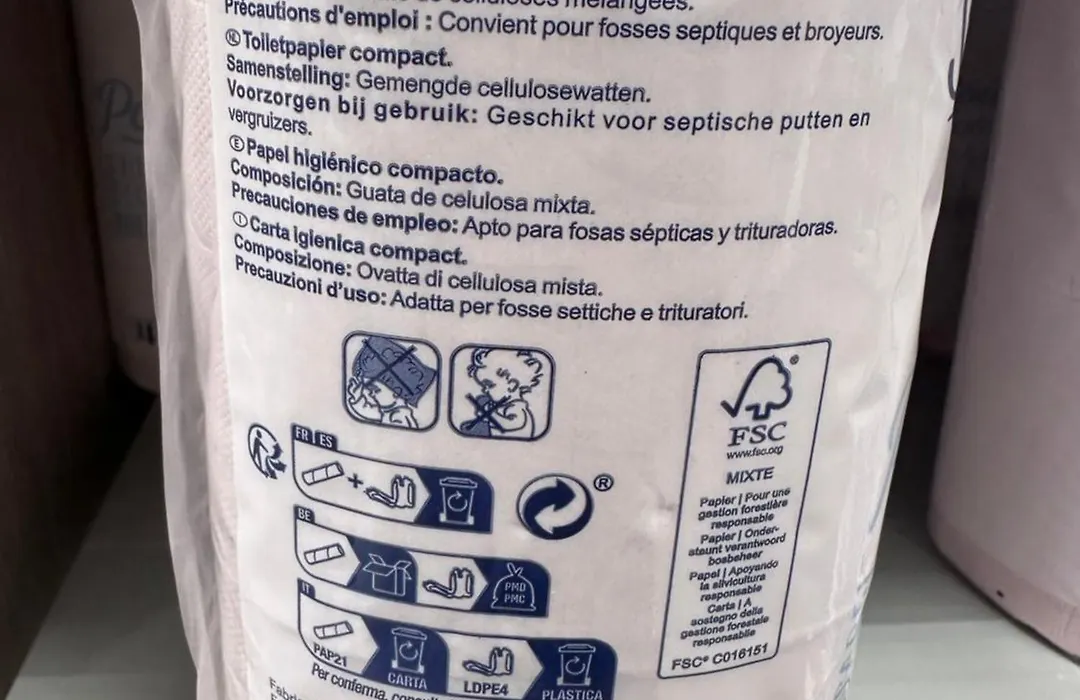 de celluloses mélangées.
Précautions d'emploi : Convient pour fosses septiques et broyeurs.
NL Toiletpapier compact.
Samenstelling: Gemengde cellulosewatten.
Voorzorgen bij gebruik: Geschikt voor septische putten en
vergruizers.
E Papel higiénico compacto.
Composición: Guata de celulosa mixta.
Precauciones de empleo: Apto para fosas sépticas y trituradoras.
I Carta igienica compact.
Composizione: Ovatta di cellulosa mista.
Precauzioni d'uso: Adatta per fosse settiche e trituratori.
FR | ES
+
®
BE
PMD
PMC
IT
PAP21
CARTA
LDPE4
PLASTICA
Per conferma,
®
FSC
www.fsc.org
MIXTE
Papier | Pour une
gestion forestière
responsable
Papier | Onder-
steunt verantwoord
bosbeheer
Papel | Apoyando
la silvicultura
responsable
Carta | A
sostegno della
gestione forestale
responsabile
FSC® C016151